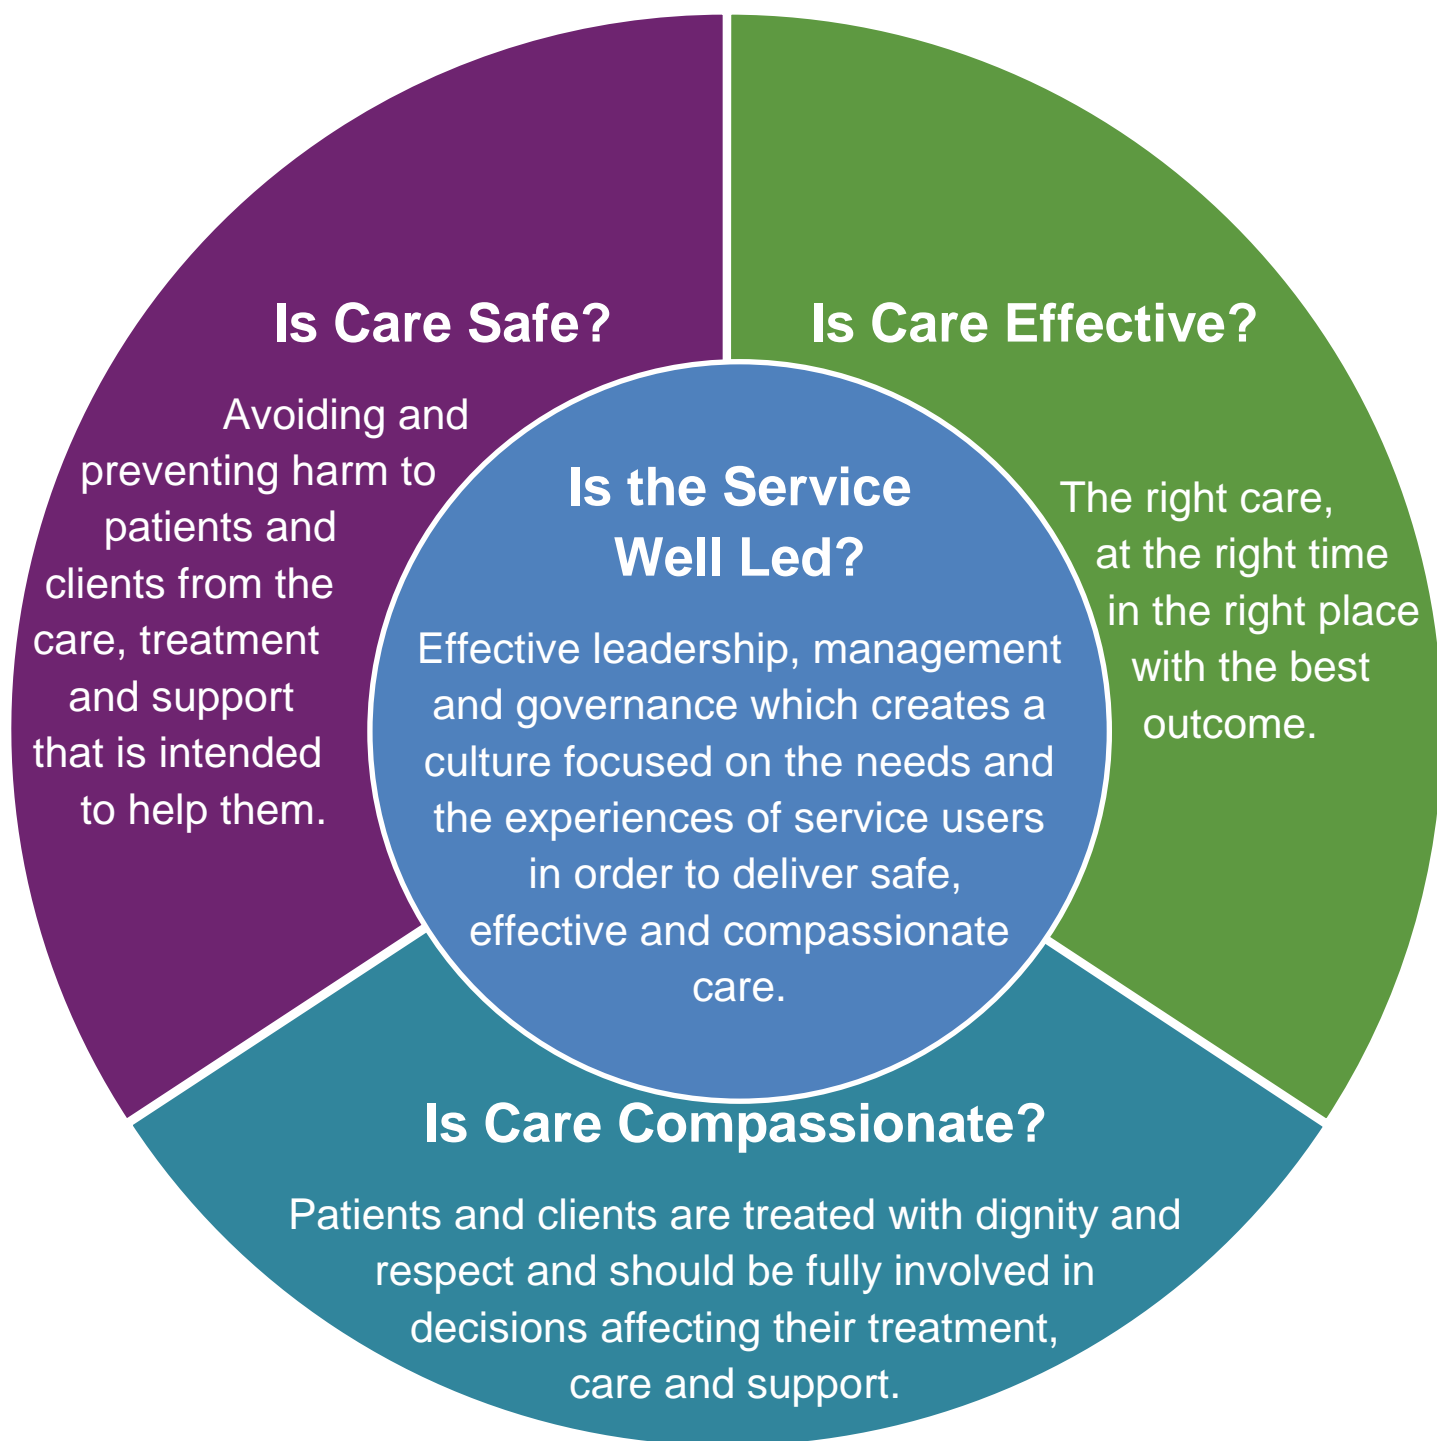 Is Care Safe?
Avoiding and
preventing harm to
patients and
clients from the
care, treatment
and support
that is intended
to help them.
Is Care Effective?
The right care,
at the right time
in the right place
with the best
outcome.
Is the Service
Well Led?
Effective leadership, management
and governance which creates a
culture focused on the needs and
the experiences of service users
in order to deliver safe,
effective and compassionate
care.
Is Care Compassionate?
Patients and clients are treated with dignity and
respect and should be fully involved in
decisions affecting their treatment,
care and support.